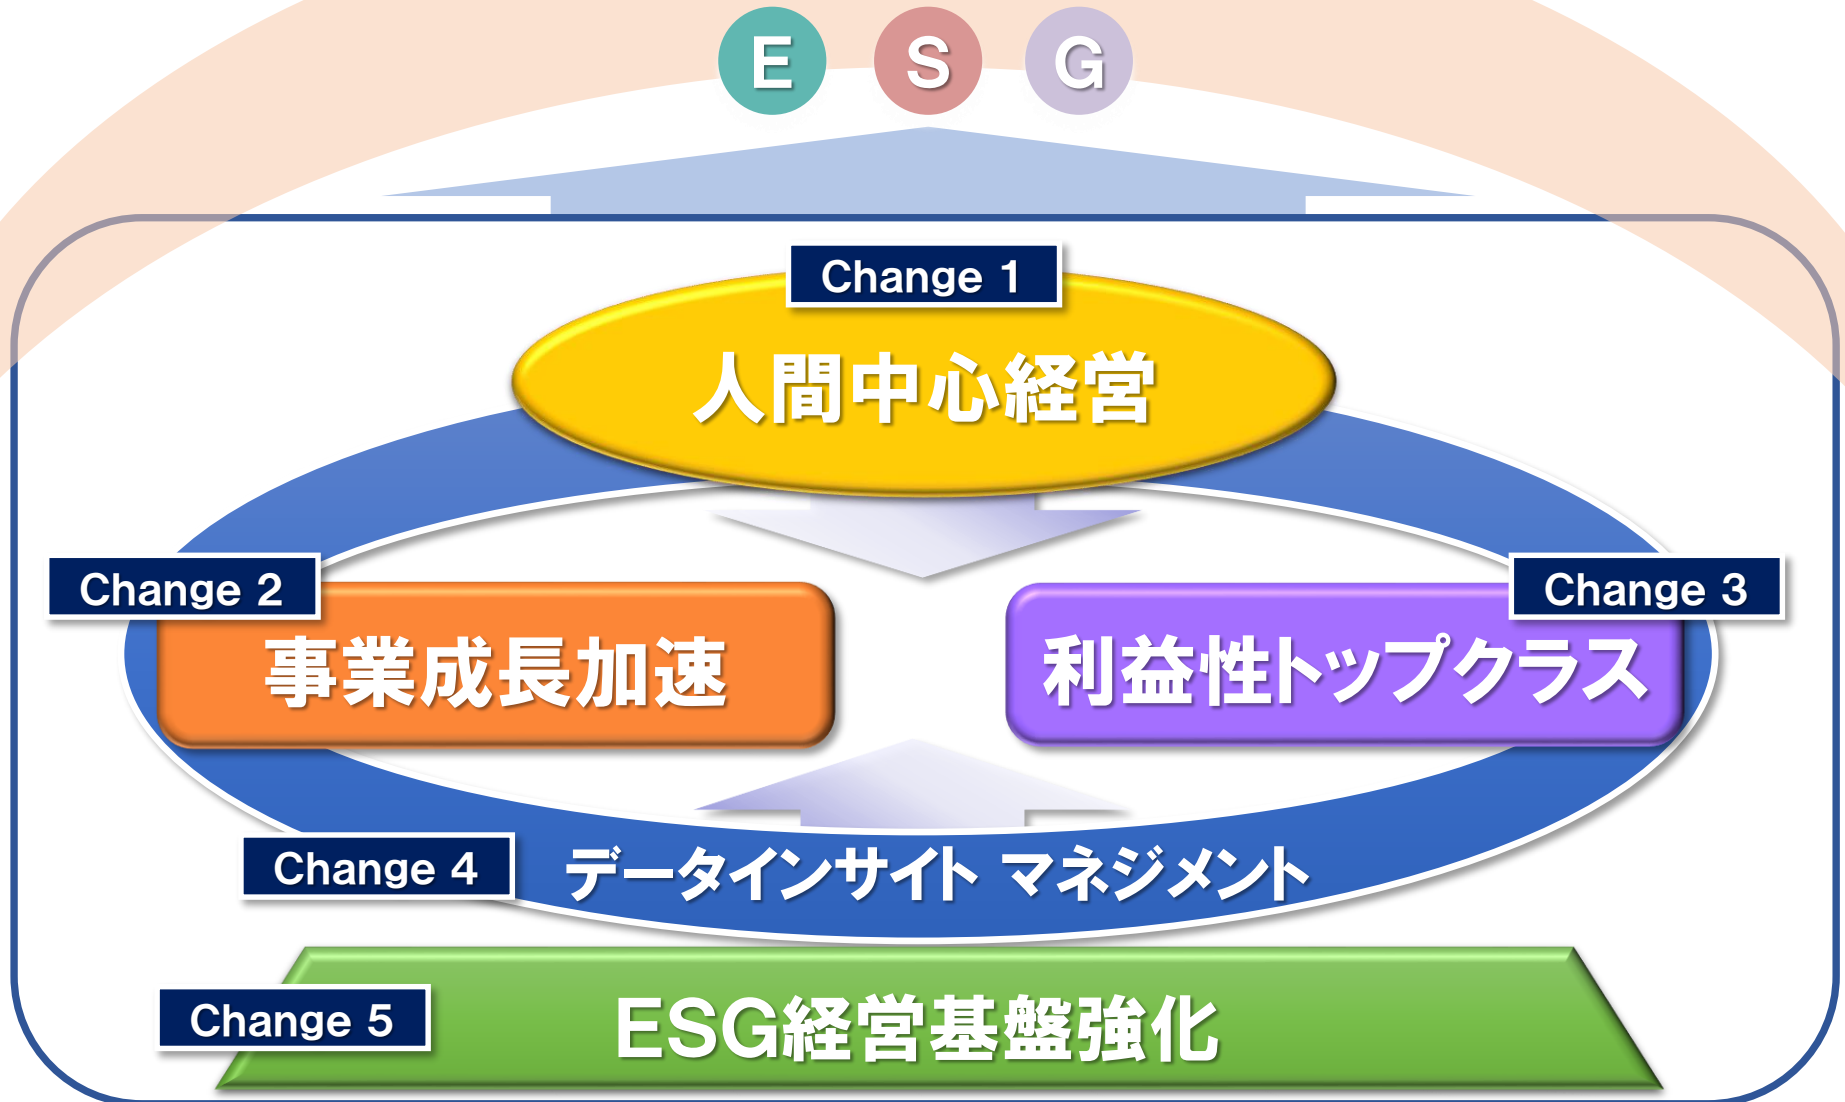 E S G
Change 1
人間中心経営
Change 2
事業成長加速
Change 3
利益性トップクラス
Change 4
データインサイト マネジメント
Change 5
ESG経営基盤強化